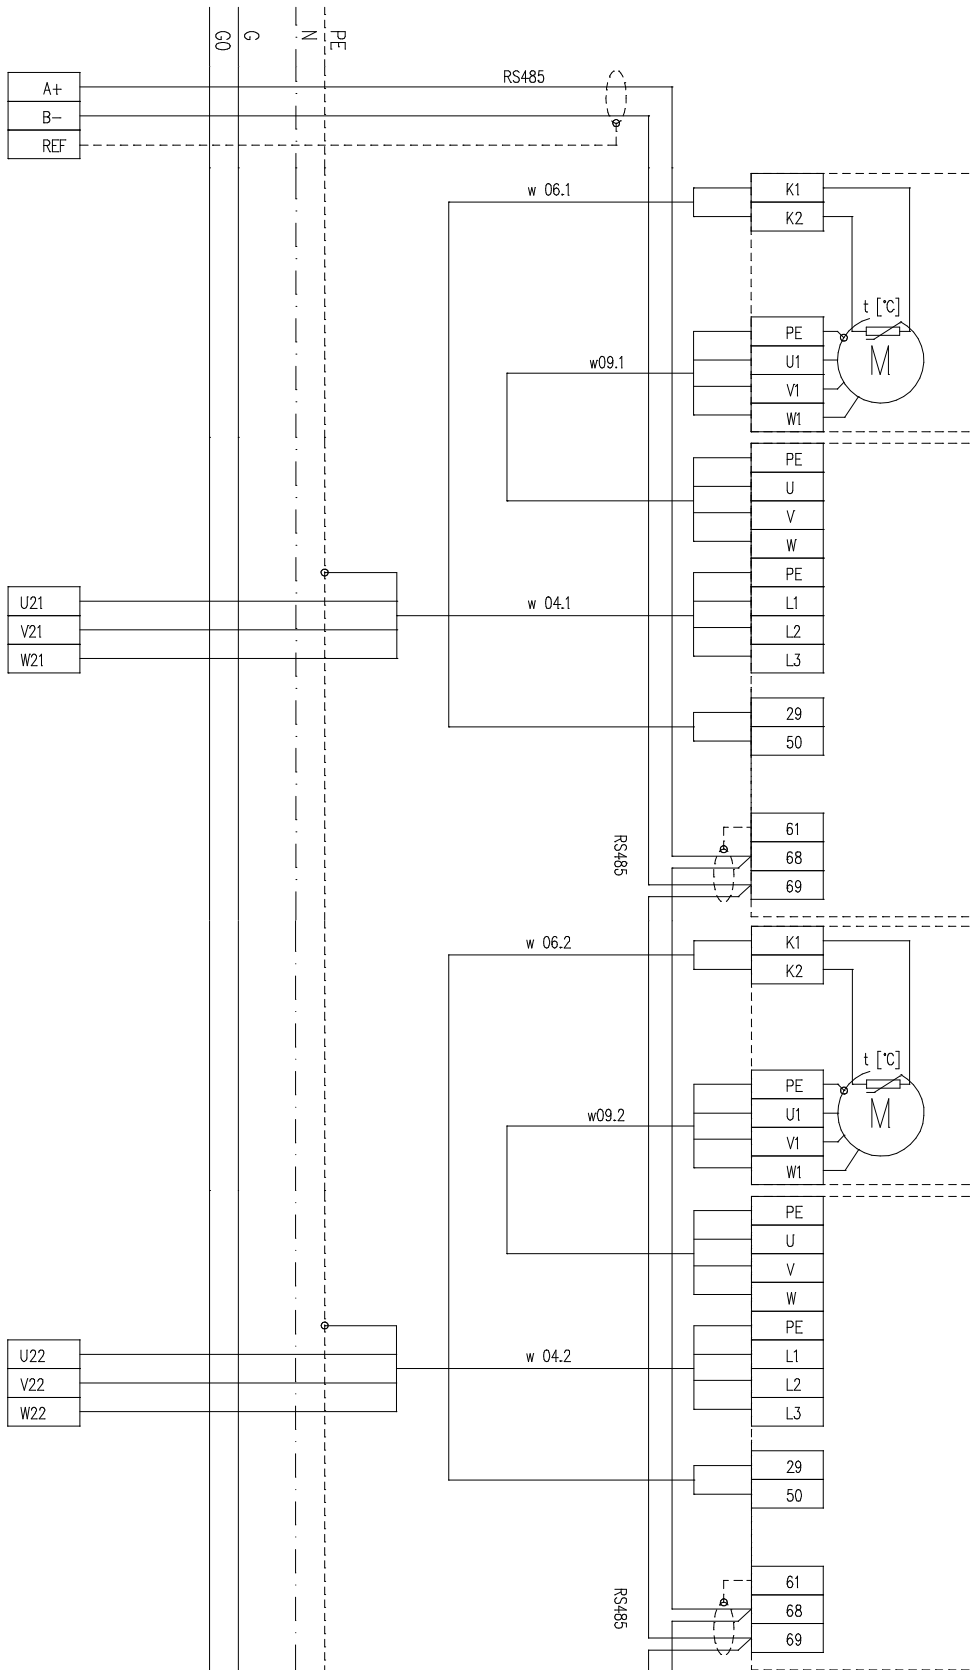 G0
G
N
PE
RS485
A+
B-
REF
w 06.1
K1
K2
t [°C]
M
w09.1
PE
U1
V1
W1
PE
U
V
W
PE
U21
w 04.1
L1
V21
L2
W21
L3
29
50
RS485
61
68
69
w 06.2
K1
K2
t [°C]
M
w09.2
PE
U1
V1
W1
PE
U
V
W
PE
U22
w 04.2
L1
V22
L2
W22
L3
29
50
RS485
61
68
69